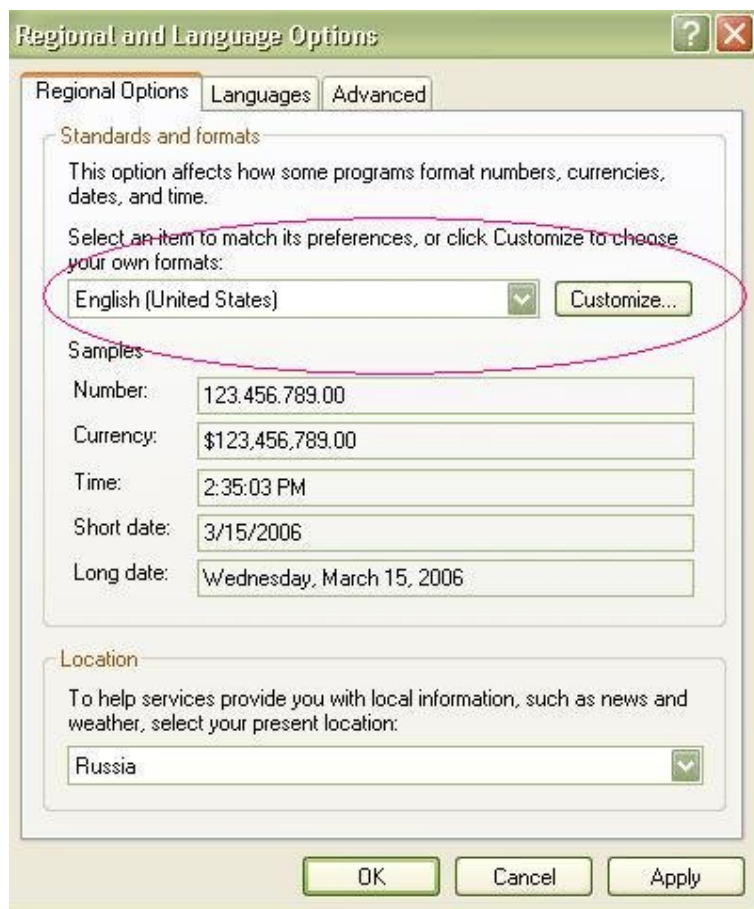 Regional and Language Options
Regional Options Languages Advanced
Standards and formats
This option affects how some programs format numbers, currencies,
dates, and time.
Select an item to match its preferences, or click Customize to choose
your own formats:
English (United States) Customize...
Samples
Number: 123.456.789.00
Currency: $123,456,789.00
Time: 2:35:03 PM
Short date: 3/15/2006
Long date: Wednesday, March 15, 2006
Location
To help services provide you with local information, such as news and
weather, select your present location:
Russia
OK Cancel Apply